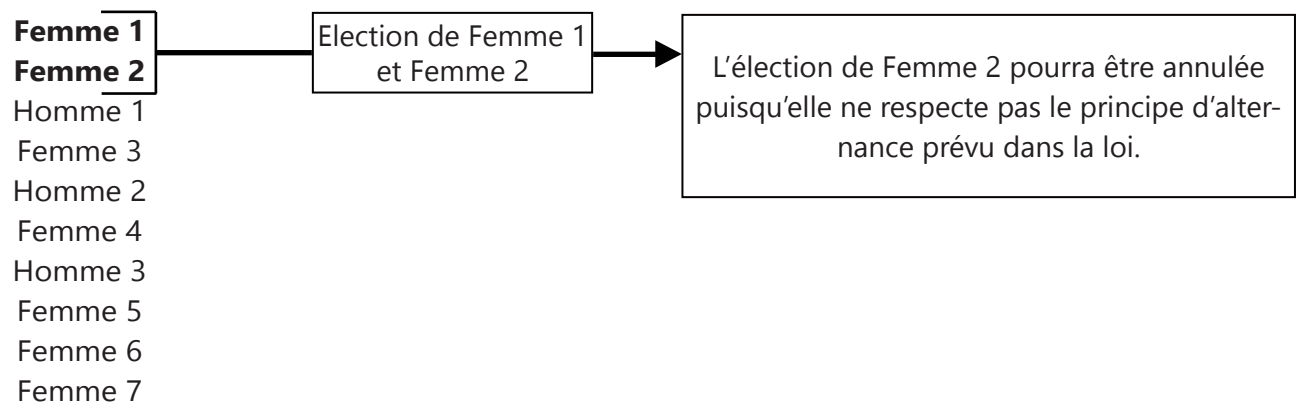 Femme 1
Femme 2
Homme 1
Femme 3
Homme 2
Femme 4
Homme 3
Femme 5
Femme 6
Femme 7
Election de Femme 1
et Femme 2
L'élection de Femme 2 pourra être annulée
puisqu'elle ne respecte pas le principe d'alter-
nance prévu dans la loi.